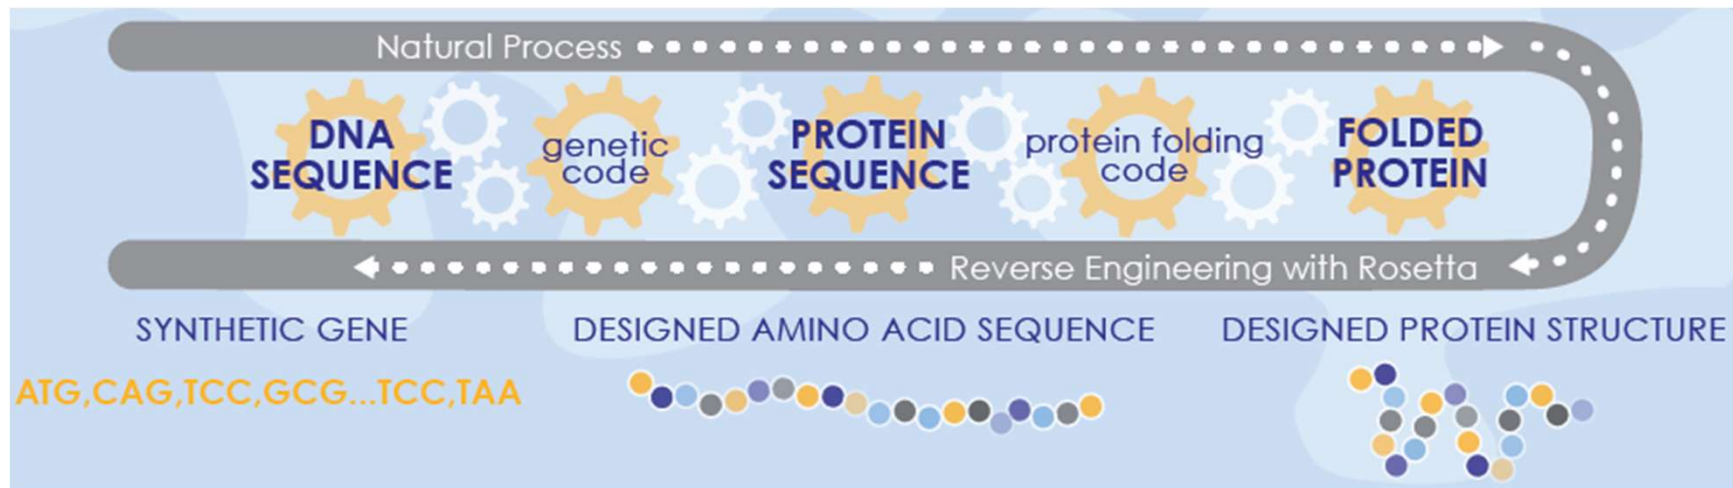 Natural Process
DNA
SEQUENCE
genetic
code
PROTEIN
SEQUENCE
protein folding
code
FOLDED
PROTEIN
Reverse Engineering with Rosetta
SYNTHETIC GENE
DESIGNED AMINO ACID SEQUENCE
DESIGNED PROTEIN STRUCTURE
ATG,CAG,TCC,GCG...TCC,TAA